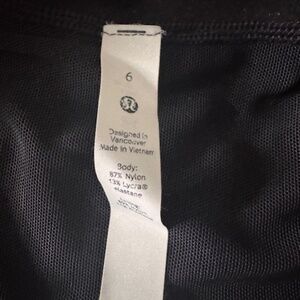 6
Designed in
Vancouver
Made in Vietnam
Body:
87% Nylon
13% Lycra®
elastane